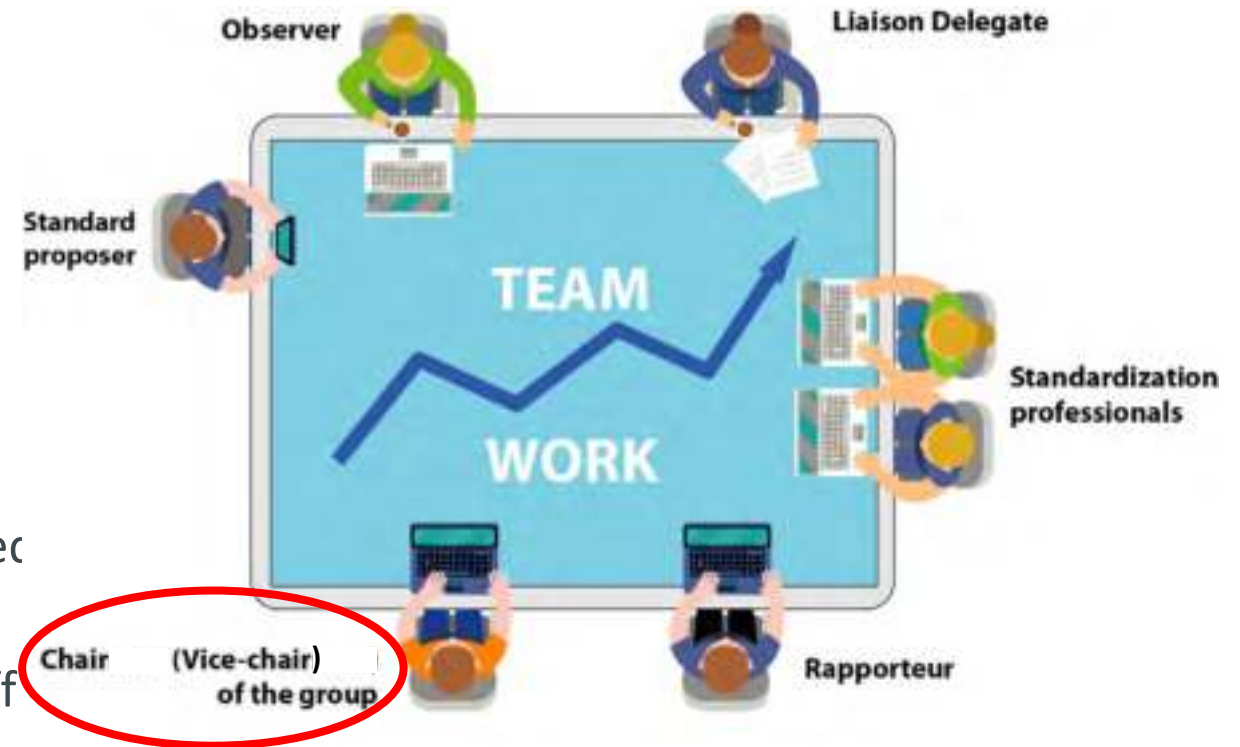 Observer
Liaison Delegate
Standard
proposer
TEAM
WORK
Standardization
professionals
Chair (Vice-chair)
of the group
Rapporteur